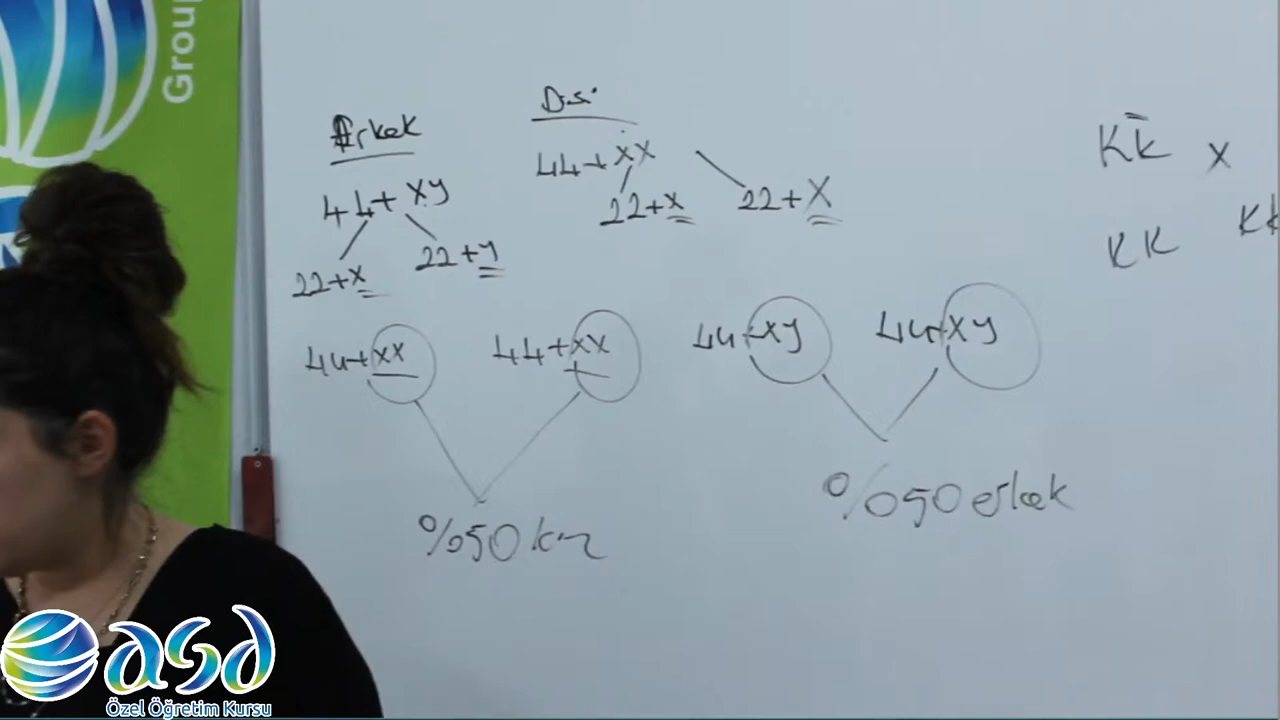 Group
Erkek
44+xy
22+x 22+y
Dişi
44+xx
22+x 22+X
Kk x
KK Kk
44+xx 44+xx 44+xy 44+xy
%50 kız
%50 erkek
asd
Özel Öğretim Kursu